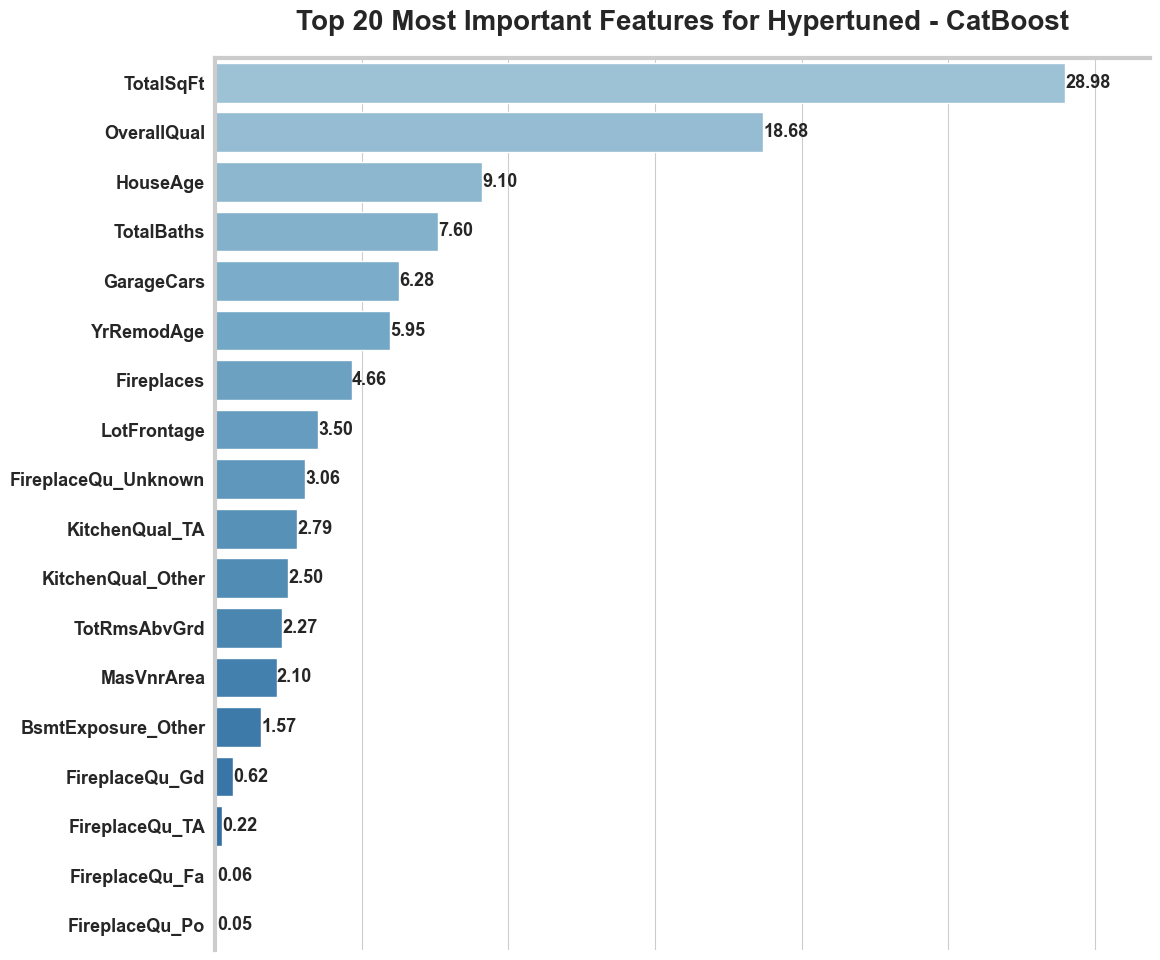 Top 20 Most Important Features for Hypertuned - CatBoost
TotalSqFt 28.98
OverallQual 18.68
HouseAge 9.10
TotalBaths 7.60
GarageCars 6.28
YrRemodAge 5.95
Fireplaces 4.66
LotFrontage 3.50
FireplaceQu_Unknown 3.06
KitchenQual_TA 2.79
KitchenQual_Other 2.50
TotRmsAbvGrd 2.27
MasVnrArea 2.10
BsmtExposure_Other 1.57
FireplaceQu_Gd 0.62
FireplaceQu_TA 0.22
FireplaceQu_Fa 0.06
FireplaceQu_Po 0.05